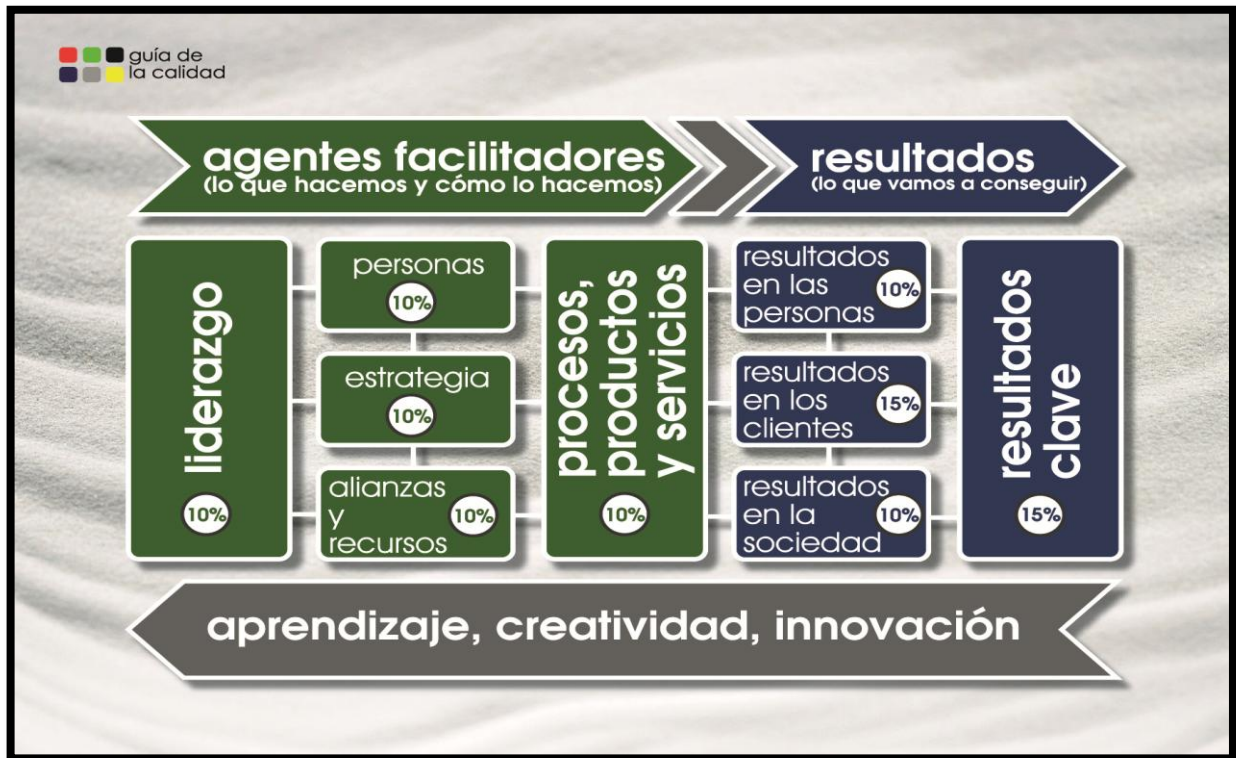 guía de
la calidad
agentes facilitadores
(lo que hacemos y cómo lo hacemos)
resultados
(lo que vamos a conseguir)
liderazgo
10%
personas
10%
estrategia
10%
alianzas
y
recursos
10%
procesos,
productos
y servicios
10%
resultados
en las
personas
10%
resultados
en los
clientes
15%
resultados
en la
sociedad
10%
resultados
clave
15%
aprendizaje, creatividad, innovación